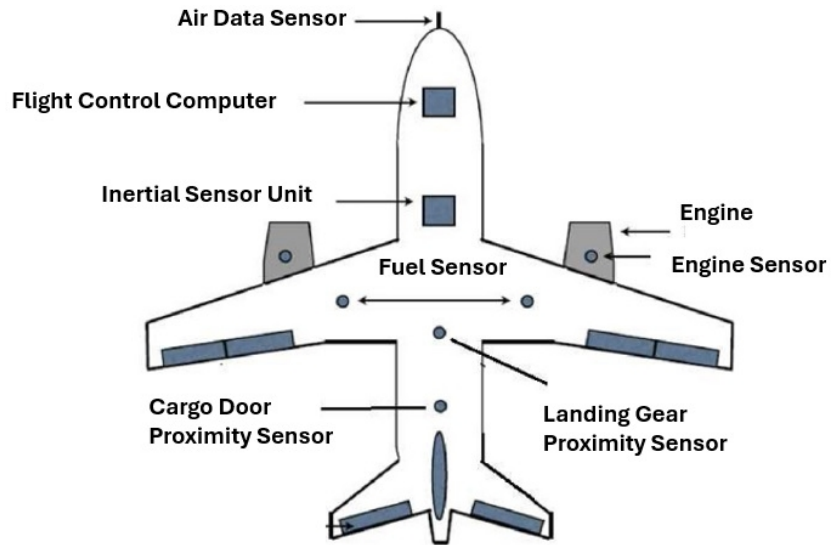 Air Data Sensor
Flight Control Computer
Inertial Sensor Unit
Engine
Fuel Sensor
Engine Sensor
Cargo Door
Proximity Sensor
Landing Gear
Proximity Sensor